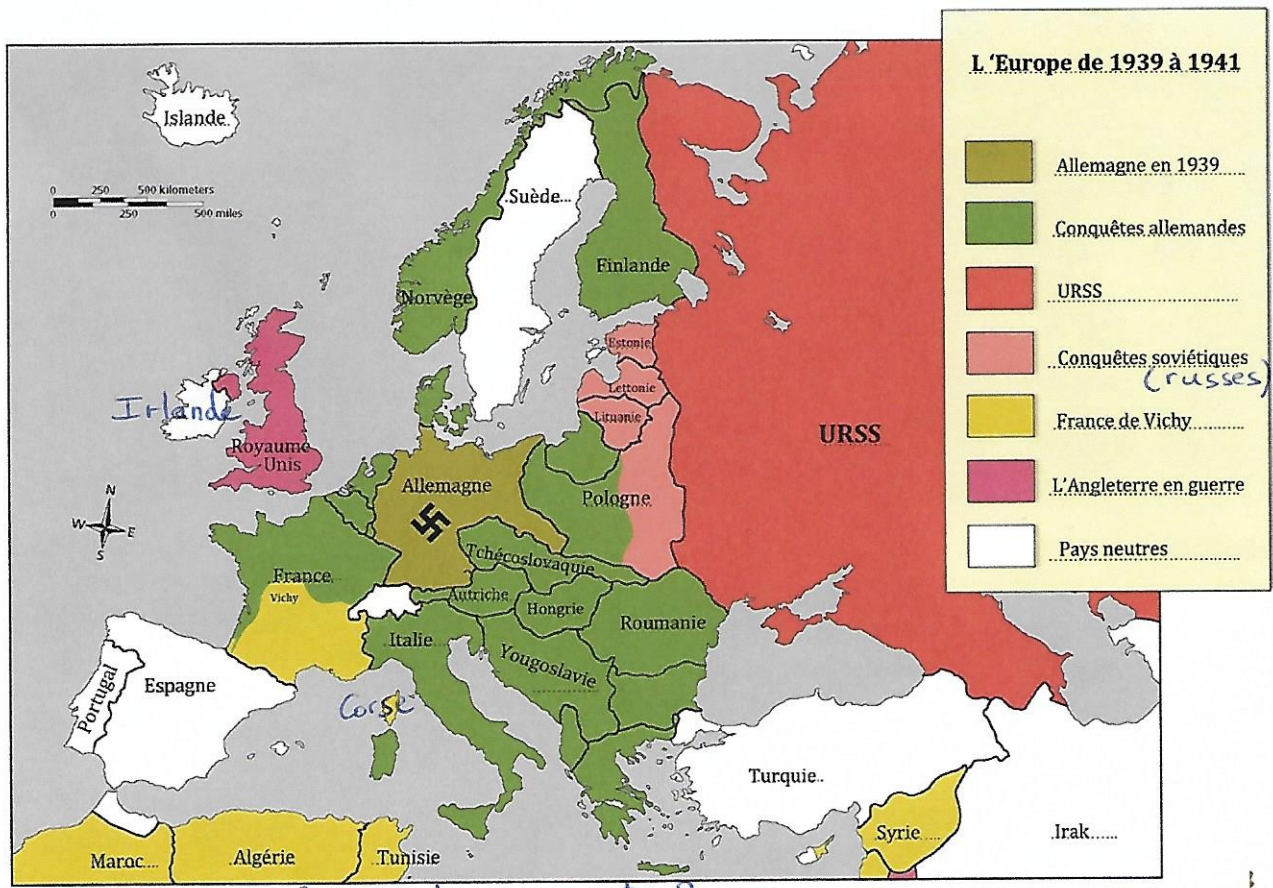 L 'Europe de 1939 à 1941
Allemagne en 1939
Conquêtes allemandes
URSS
Conquêtes soviétiques
(russes)
France de Vichy
L'Angleterre en guerre
Pays neutres
Islande
0 250 500 kilometers
0 250 500 miles
Suède
Finlande
Norvège
Estonie
Lettonie
Lituanie
Irlande
Royaume
Unis
URSS
Allemagne
Pologne
N
W E
S
Tchécoslovaquie
France
Vichy
Autriche
Hongrie
Roumanie
Italie
Yougoslavie
Portugal
Espagne
Corse
Turquie
Maroc
Algérie
Tunisie
Syrie
Irak